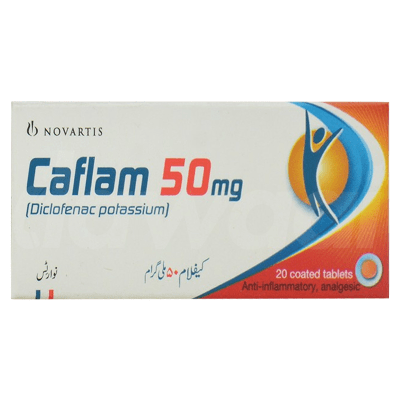 NOVARTIS
Caflam 50mg
(Diclofenac potassium)
کیفلام ۵۰ ملی گرام
نوارٹس
20 coated tablets
Anti-inflammatory, analgesic